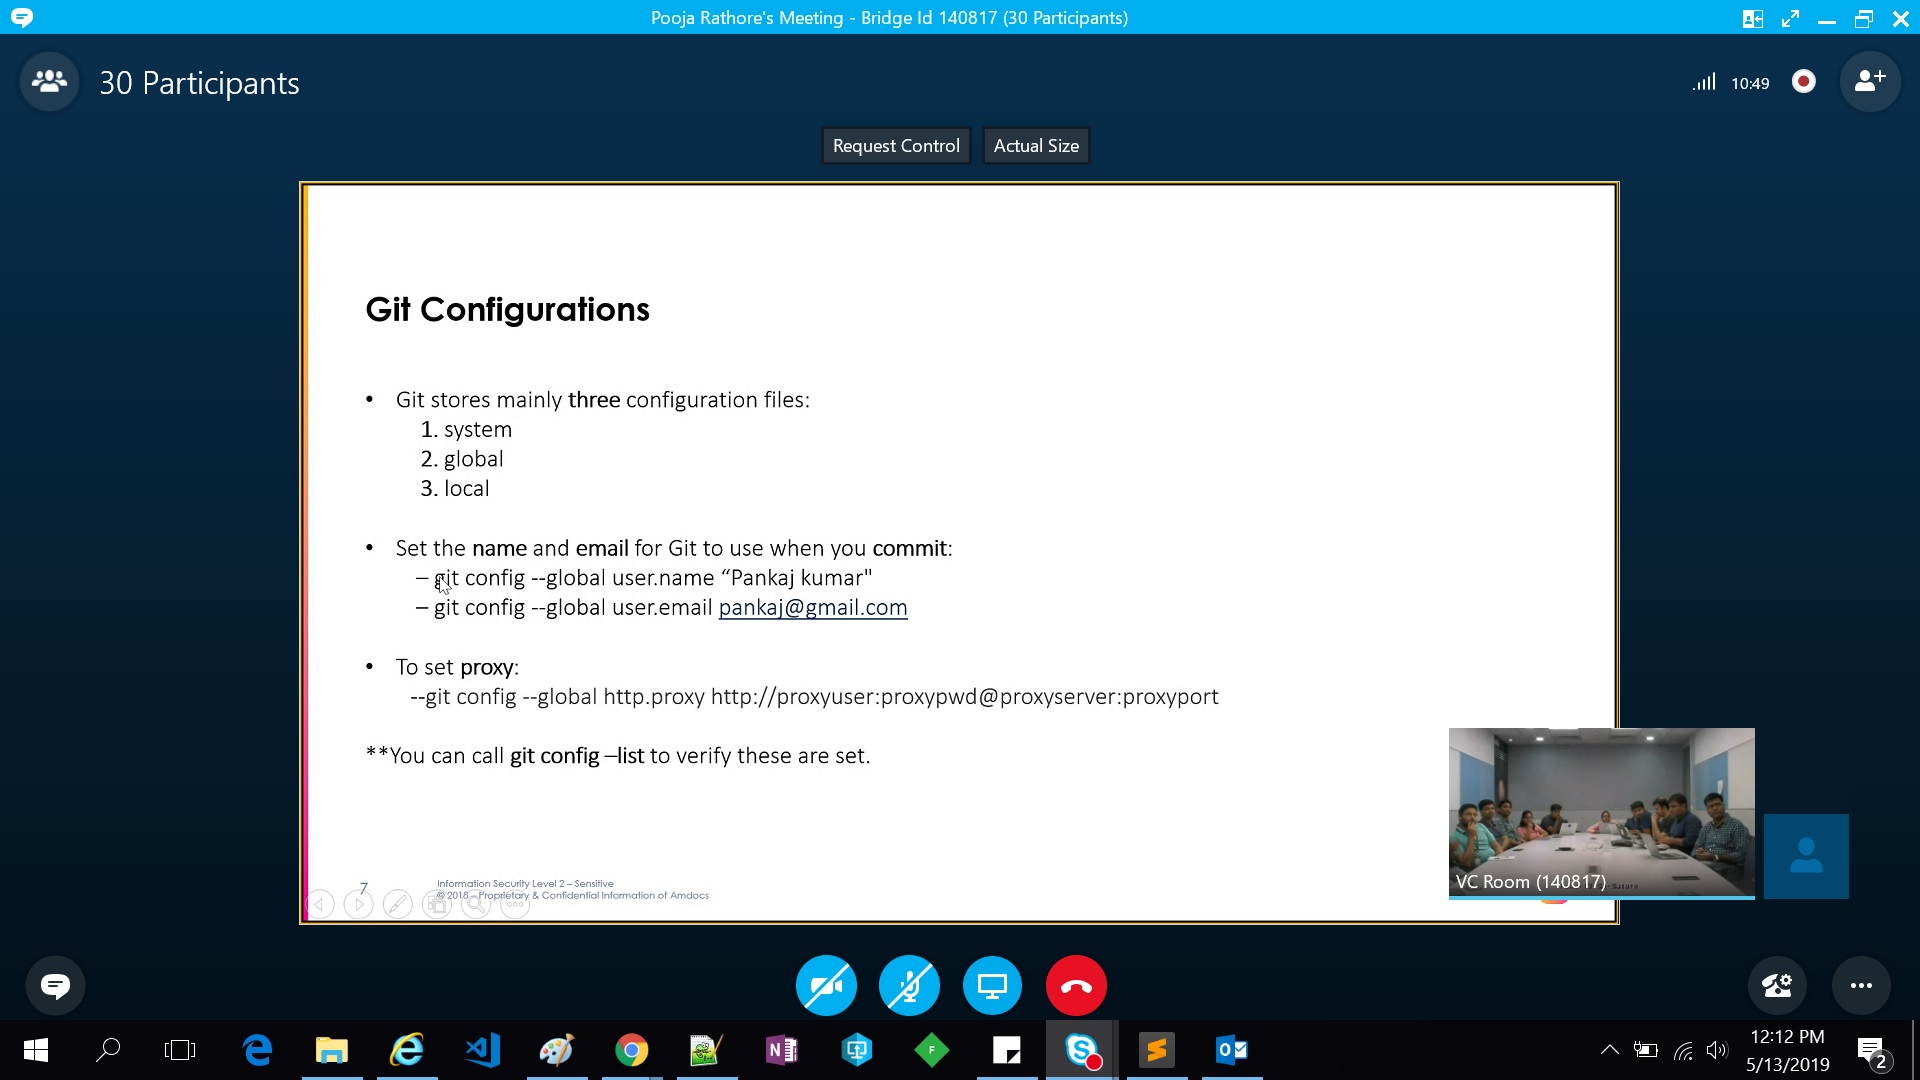 Pooja Rathore's Meeting - Bridge Id 140817 (30 Participants)
30 Participants
10:49
Request Control
Actual Size
Git Configurations
• Git stores mainly three configuration files:
1. system
2. global
3. local
• Set the name and email for Git to use when you commit:
– git config --global user.name “Pankaj kumar"
– git config --global user.email pankaj@gmail.com
• To set proxy:
--git config --global http.proxy http://proxyuser:proxypwd@proxyserver:proxyport
**You can call git config –list to verify these are set.
7
Information Security Level 2 – Sensitive
© 2018 – Proprietary & Confidential Information of Amdocs
VC Room (140817)
12:12 PM
5/13/2019
2